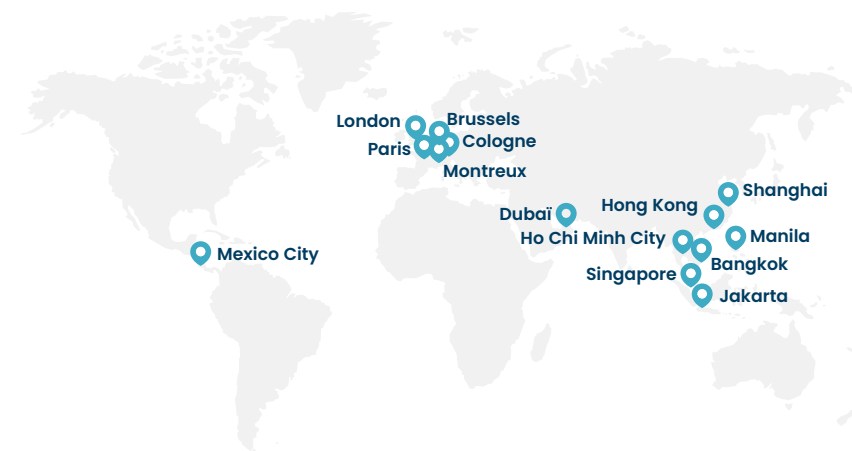 London
Brussels
Cologne
Paris
Montreux
Shanghai
Hong Kong
Dubaï
Ho Chi Minh City
Manila
Mexico City
Bangkok
Singapore
Jakarta